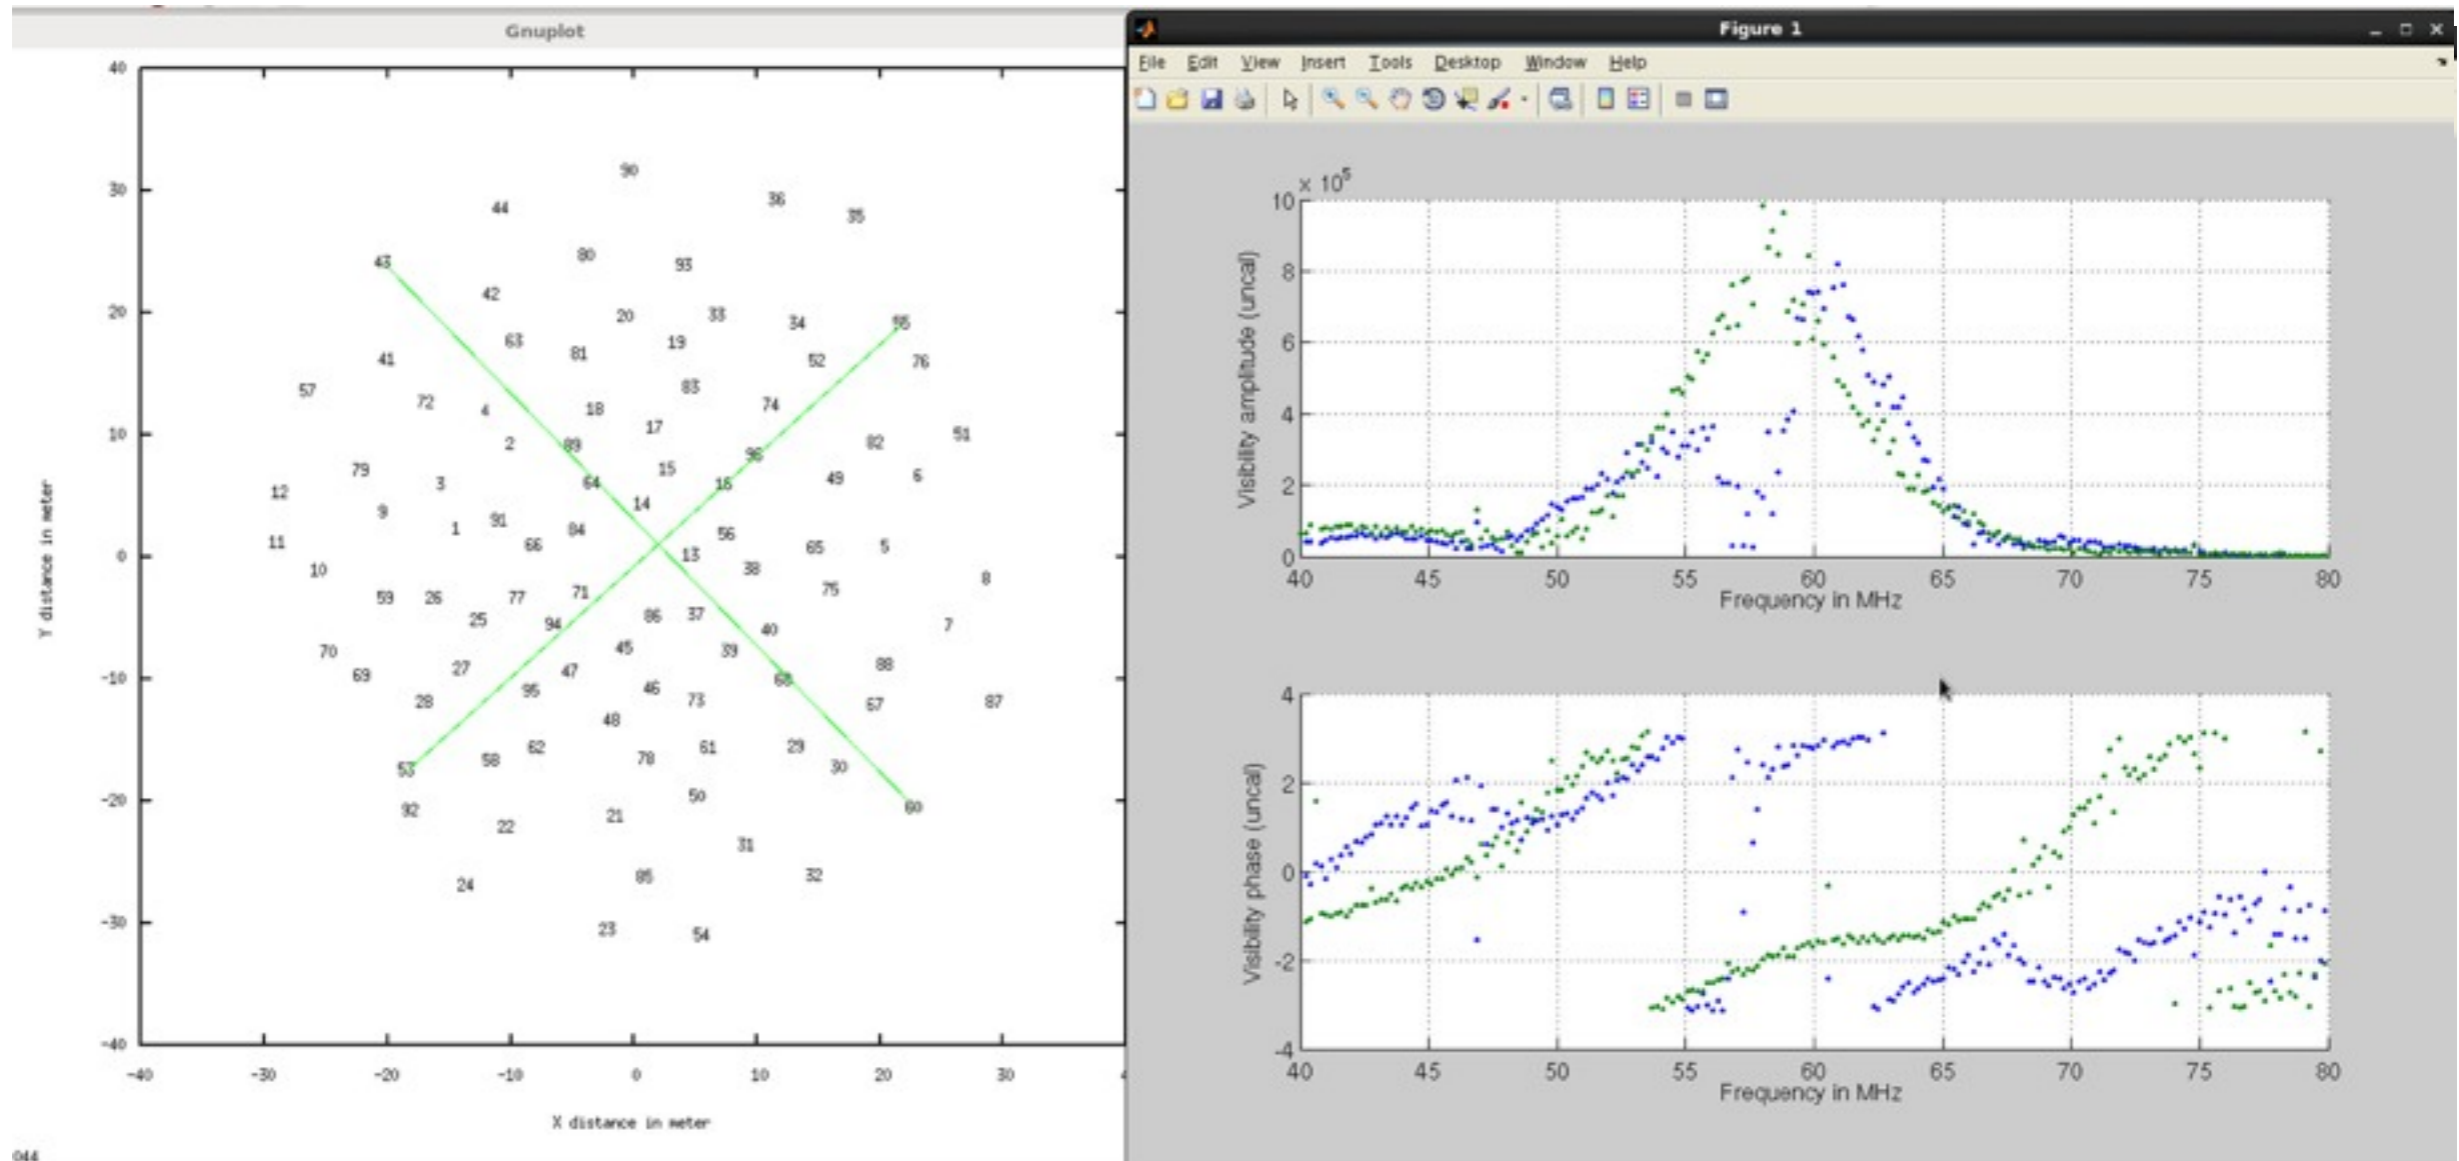 Gnuplot
40
30
20
10
0
-10
-20
-30
-40
-40 -30 -20 -10 0 10 20 30
Y distance in meter
X distance in meter
90
36
44
35
80
93
43
42
20 33 34
63 19
81 52 76
41
83
57
72 4 18 74
17 51
2 89 96 82
79 15
3 64 16 49 6
12
9 14
91
1 84 56
11 66 13 65 5
10 38
8
59 26 77 71 75
25 94 86 37 40 7
70 45 39
69 27 47 88
28 95 46 73 67 87
48
58 62 78 61 29
53 30
92 21 50
22 60
31
24 85 32
23 54
044
Figure 1
File Edit View Insert Tools Desktop Window Help
x 10⁵
10
8
6
4
2
0
40 45 50 55 60 65 70 75 80
Visibility amplitude (uncal)
Frequency in MHz
4
2
0
-2
-4
40 45 50 55 60 65 70 75 80
Visibility phase (uncal)
Frequency in MHz